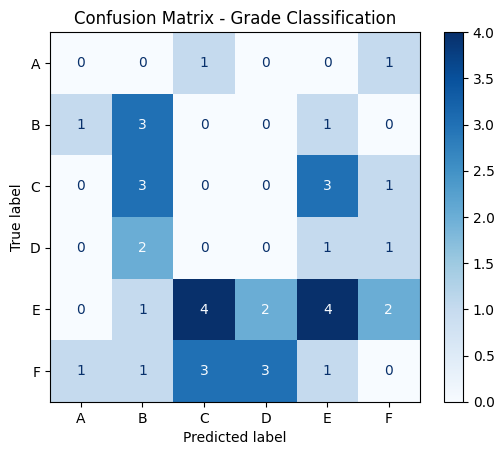 Confusion Matrix - Grade Classification
True label
A 0 0 1 0 0 1
B 1 3 0 0 1 0
C 0 3 0 0 3 1
D 0 2 0 0 1 1
E 0 1 4 2 4 2
F 1 1 3 3 1 0
A B C D E F
Predicted label
4.0
3.5
3.0
2.5
2.0
1.5
1.0
0.5
0.0